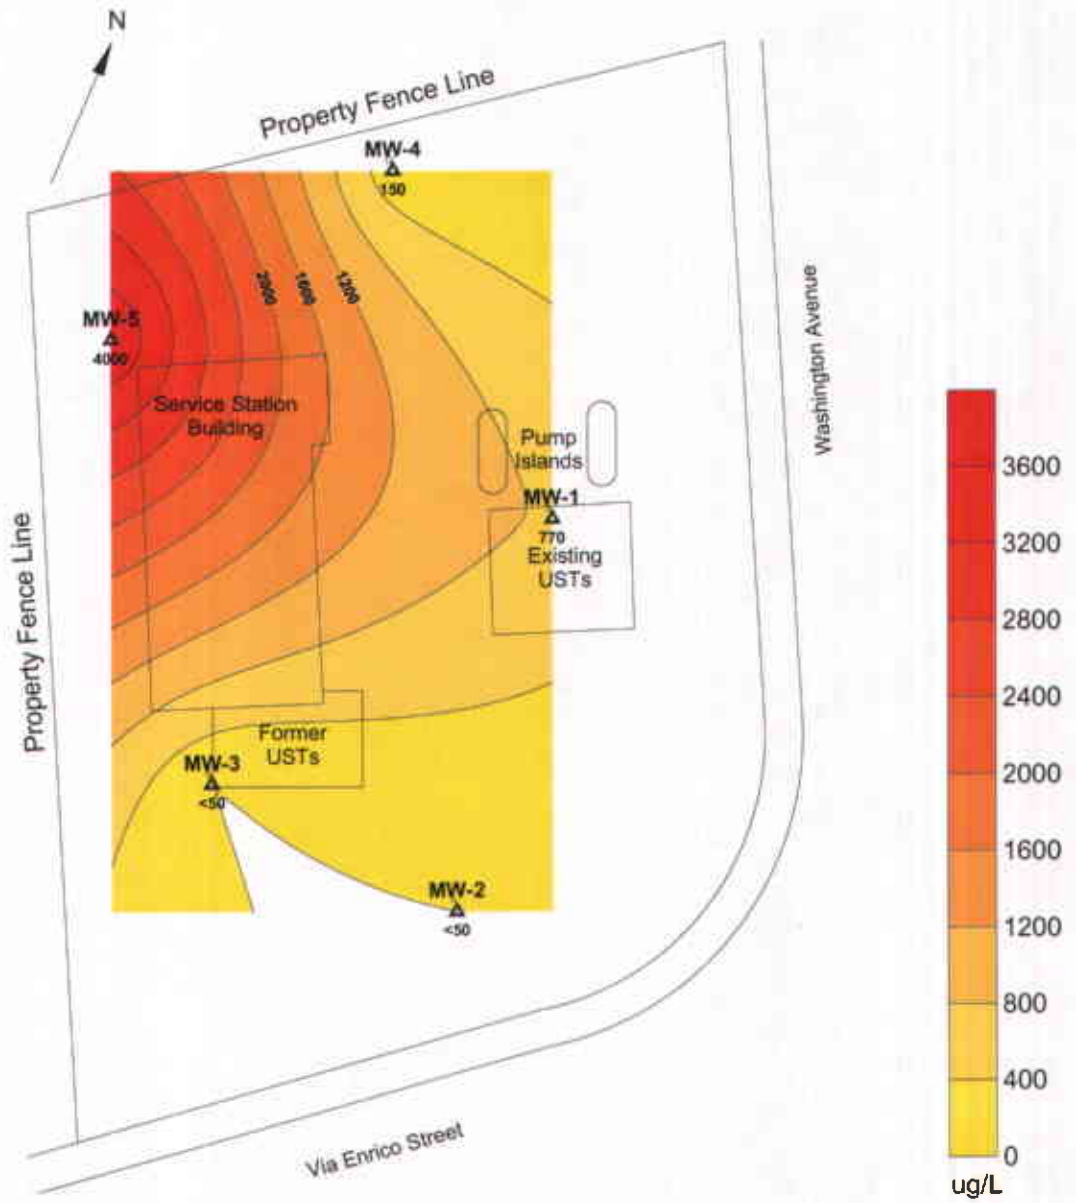 N
Property Fence Line
MW-4
150
2000
1600
1200
MW-5
4000
Service Station
Building
Pump
Islands
MW-1
770
Existing
USTs
Washington Avenue
Property Fence Line
Former
USTs
MW-3
<50
MW-2
<50
Via Enrico Street
3600
3200
2800
2400
2000
1600
1200
800
400
0
ug/L